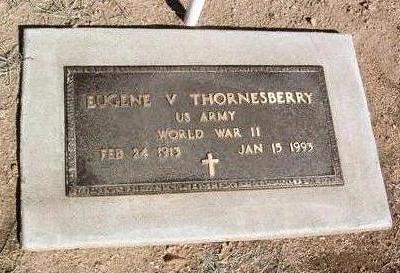 EUGENE V THORNESBERRY
US ARMY
WORLD WAR II
FEB 24 1913 JAN 15 1993